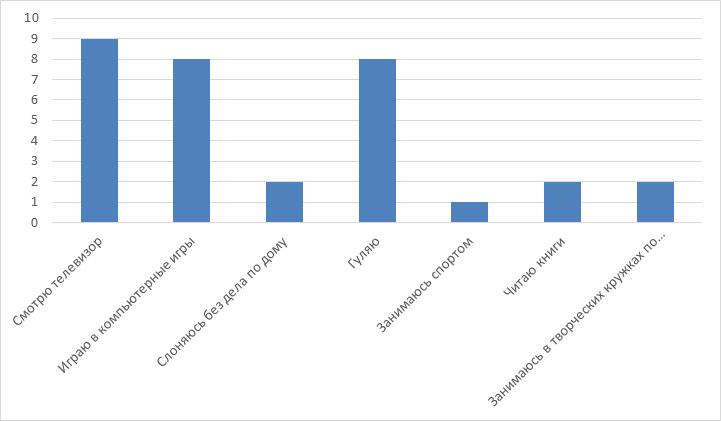 10
9
8
7
6
5
4
3
2
1
0
Смотрю телевизор
Играю в компьютерные игры
Слоняюсь без дела по дому
Гуляю
Занимаюсь спортом
Читаю книги
Занимаюсь в творческих кружках по...